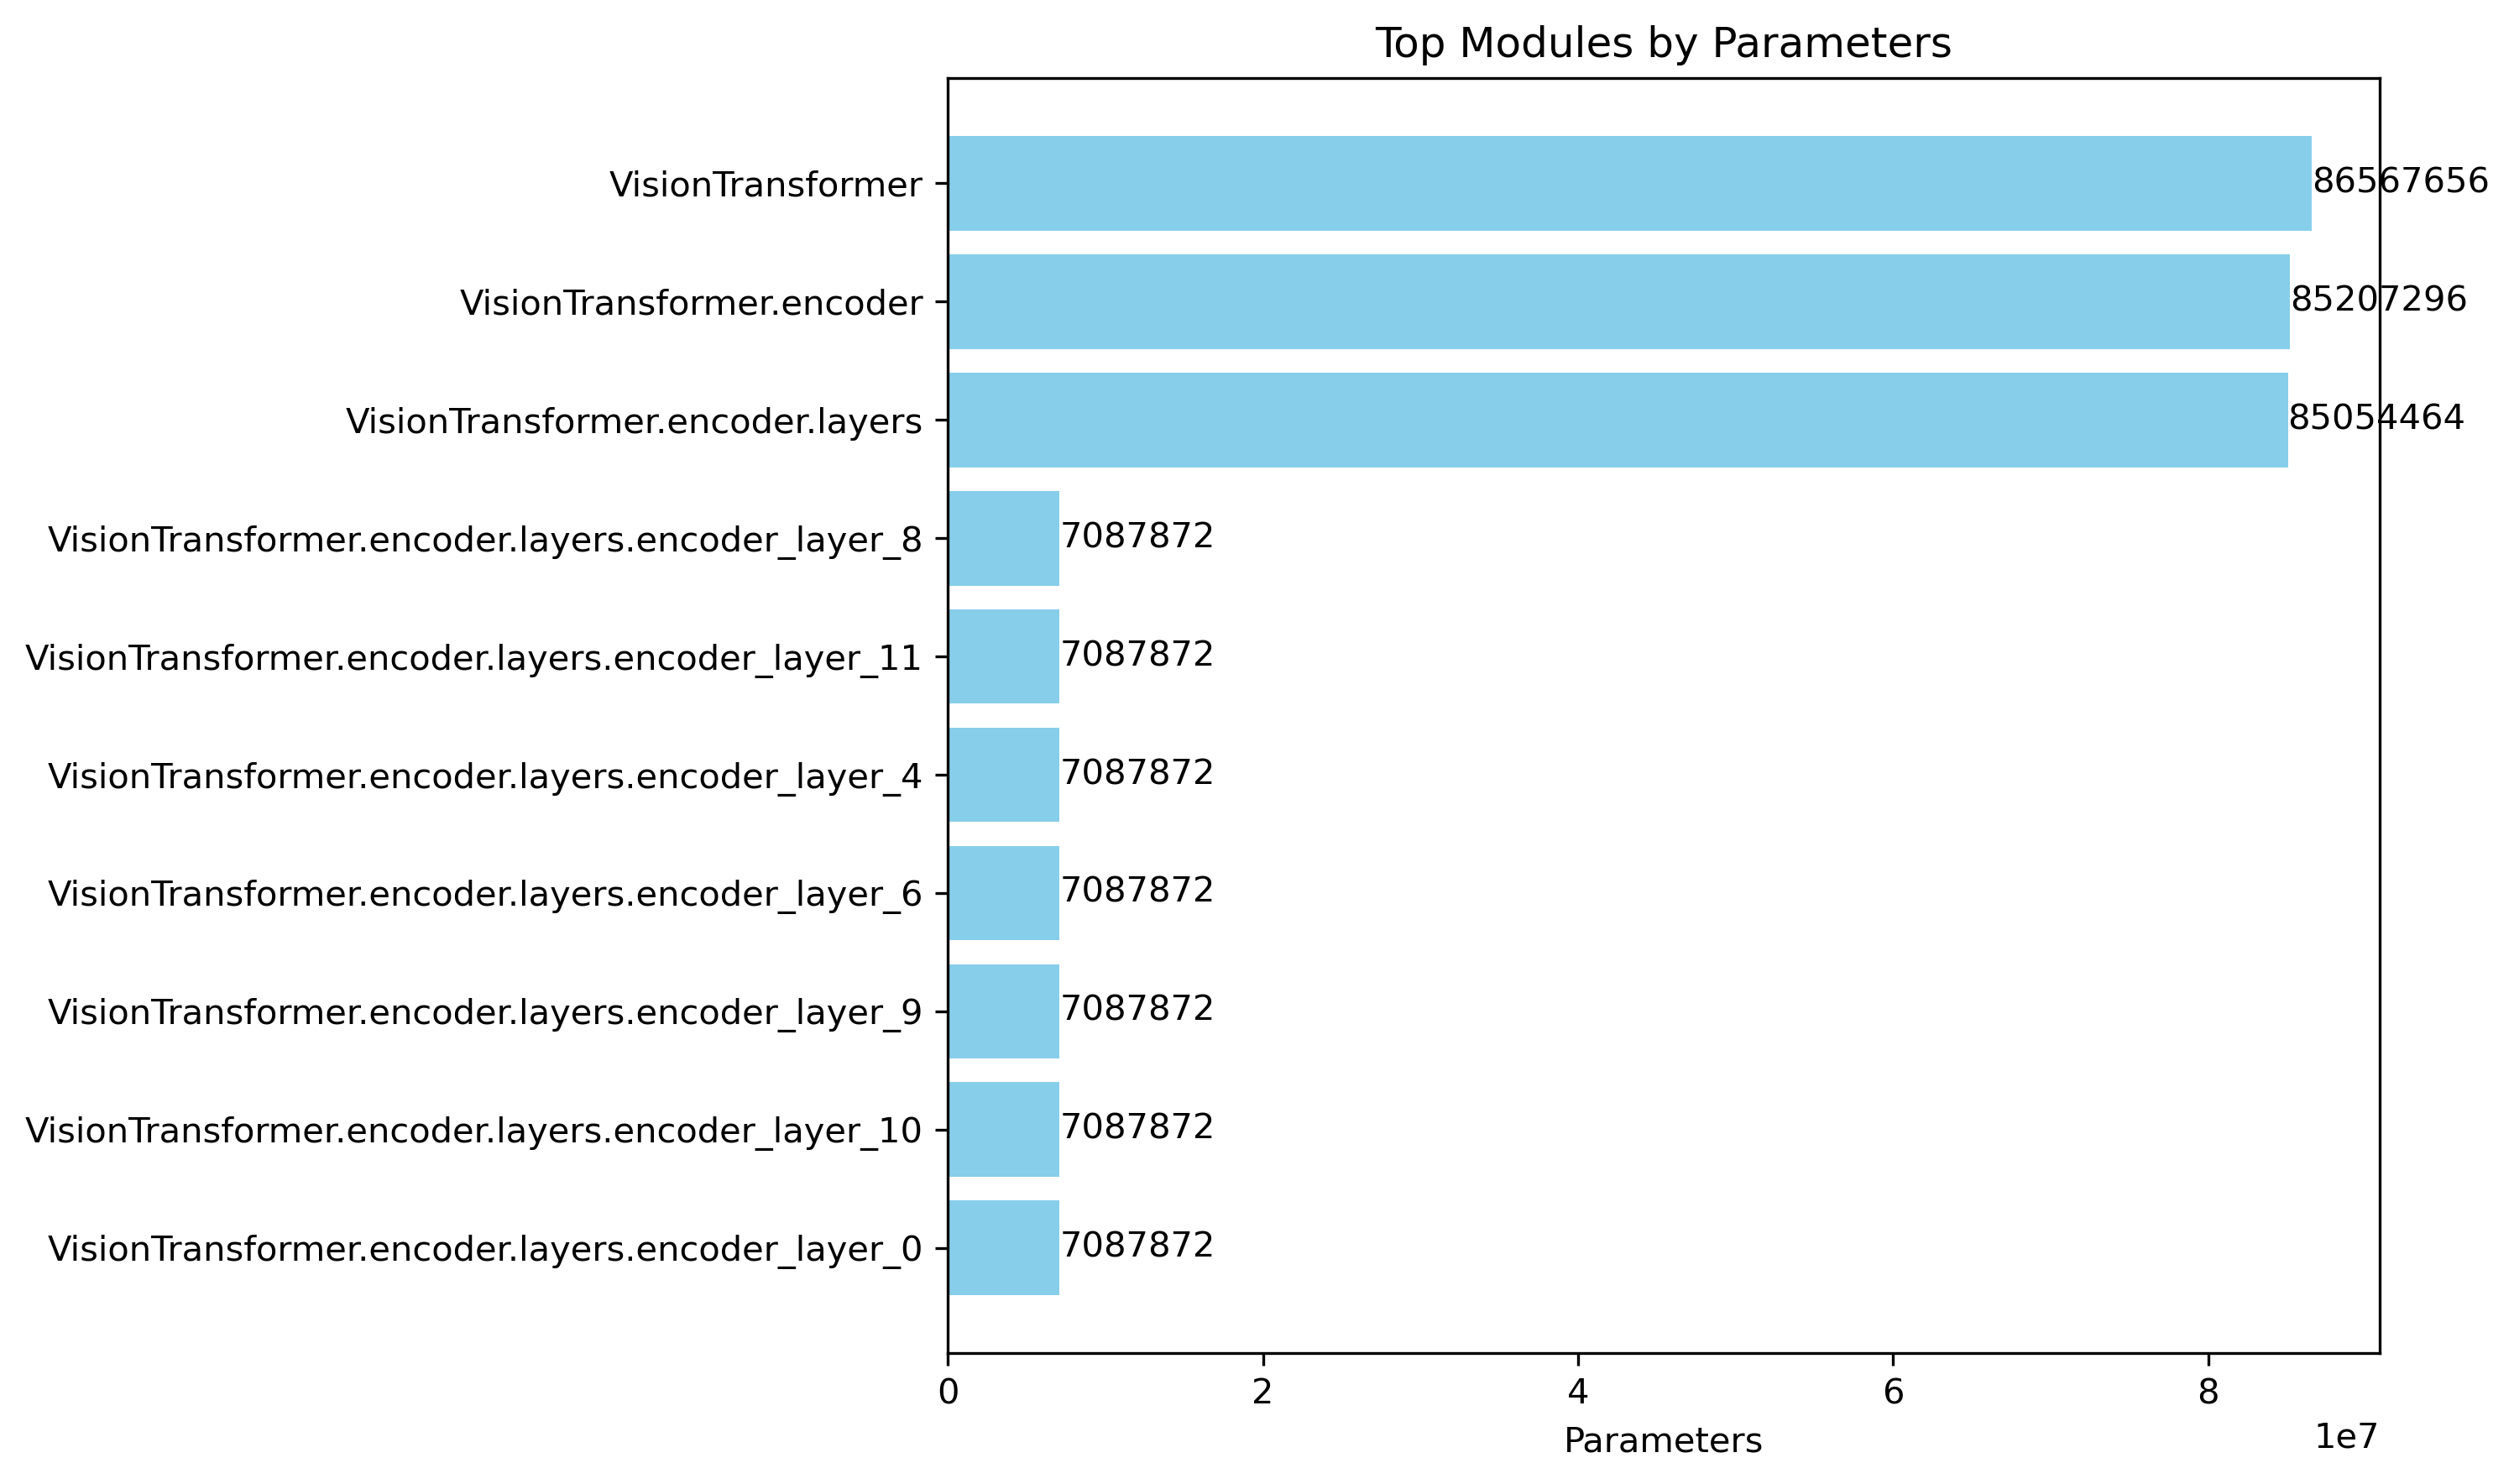 Top Modules by Parameters
VisionTransformer 86567656
VisionTransformer.encoder 85207296
VisionTransformer.encoder.layers 85054464
VisionTransformer.encoder.layers.encoder_layer_8 7087872
VisionTransformer.encoder.layers.encoder_layer_11 7087872
VisionTransformer.encoder.layers.encoder_layer_4 7087872
VisionTransformer.encoder.layers.encoder_layer_6 7087872
VisionTransformer.encoder.layers.encoder_layer_9 7087872
VisionTransformer.encoder.layers.encoder_layer_10 7087872
VisionTransformer.encoder.layers.encoder_layer_0 7087872
0 2 4 6 8
Parameters 1e7